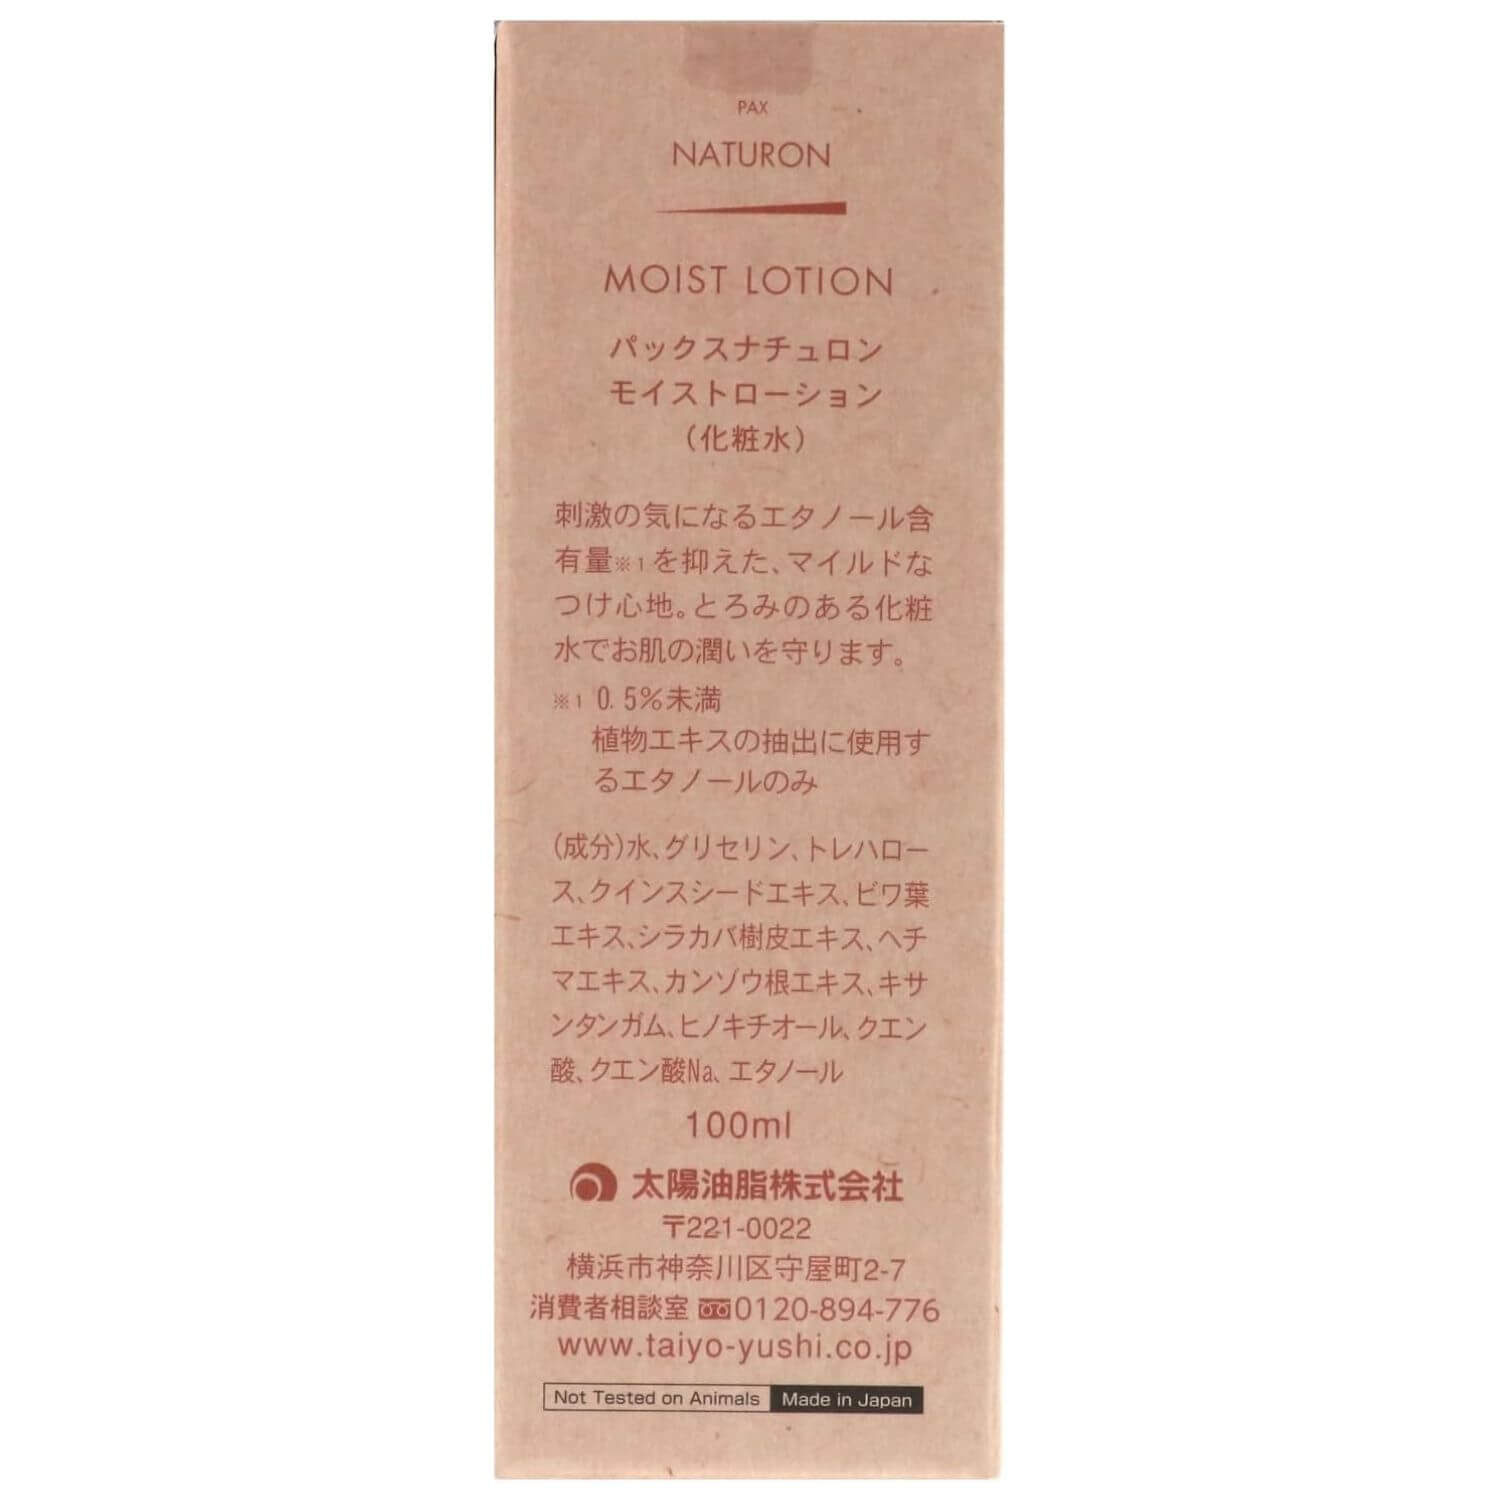 PAX
NATURON
MOIST LOTION
パックスナチュロン
モイストローション
（化粧水）
刺激の気になるエタノール含
有量※1を抑えた、マイルドな
つけ心地。とろみのある化粧
水でお肌の潤いを守ります。
※1 0.5%未満
植物エキスの抽出に使用す
るエタノールのみ
(成分)水、グリセリン、トレハロー
ス、クインスシードエキス、ビワ葉
エキス、シラカバ樹皮エキス、ヘチ
マエキス、カンゾウ根エキス、キサ
ンタンガム、ヒノキチオール、クエン
酸、クエン酸Na、エタノール
100ml
太陽油脂株式会社
〒221-0022
横浜市神奈川区守屋町2-7
消費者相談室 0120-894-776
www.taiyo-yushi.co.jp
Not Tested on Animals Made in Japan